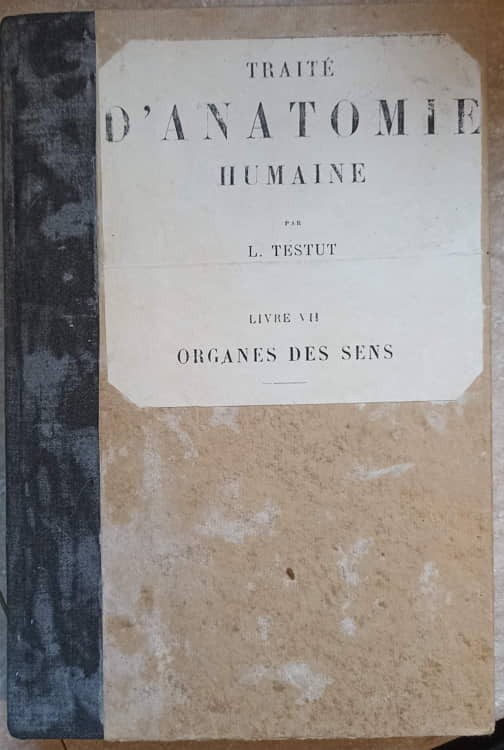 TRAITÉ
D'ANATOMIE
HUMAINE
PAR
L. TESTUT
LIVRE VII
ORGANES DES SENS